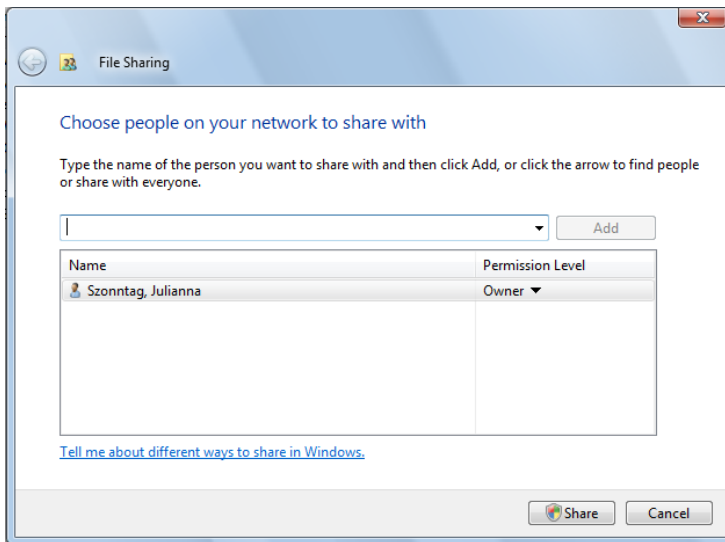 File Sharing
Choose people on your network to share with
Type the name of the person you want to share with and then click Add, or click the arrow to find people
or share with everyone.
Add
Name Permission Level
Szonntag, Julianna Owner
Tell me about different ways to share in Windows.
Share Cancel